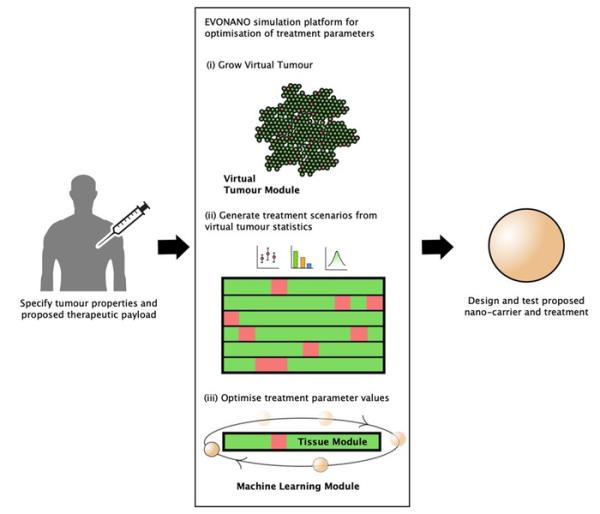 EVONANO simulation platform for
optimisation of treatment parameters
(i) Grow Virtual Tumour
Virtual
Tumour Module
(ii) Generate treatment scenarios from
virtual tumour statistics
Specify tumour properties and
proposed therapeutic payload
Design and test proposed
nano-carrier and treatment
(iii) Optimise treatment parameter values
Tissue Module
Machine Learning Module